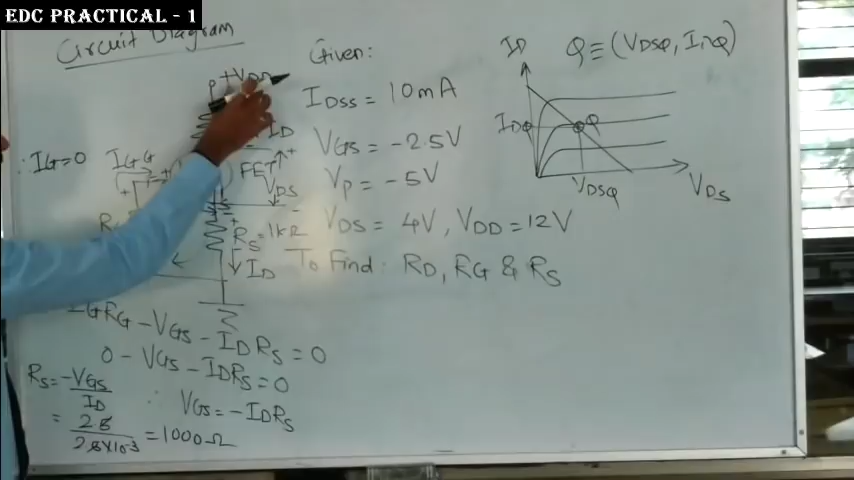 EDC PRACTICAL - 1
Circuit Diagram
Given:
ID
Q ≡ (VDSQ, IDQ)
+VDD
IDSS = 10mA
ID
IDQ
Q
VGS = -2.5V
∴ IG=0
IG G
FET
+
VDS
VP = -5V
VDSQ
VDS
RS=1kΩ
VDS = 4V, VDD = 12V
ID
To Find: RD, RG & RS
IGRG - VGS - IDRS = 0
0 - VGS - IDRS = 0
RS = -VGS/ID
∴ VGS = -IDRS
= 2.5/2.5×10-3 = 1000Ω